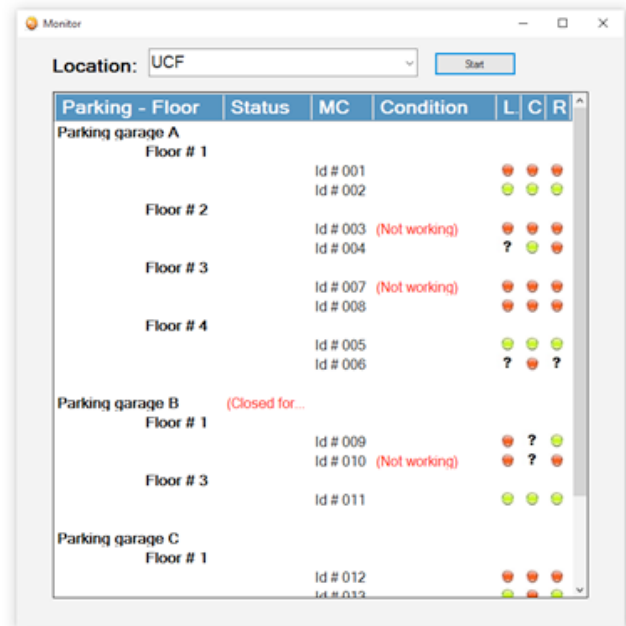 Monitor
Location: UCF Start
Parking - Floor Status MC Condition L. C R
Parking garage A
Floor # 1
Id # 001
Id # 002
Floor # 2
Id # 003 (Not working)
Id # 004 ?
Floor # 3
Id # 007 (Not working)
Id # 008
Floor # 4
Id # 005
Id # 006 ? ?
Parking garage B (Closed for...
Floor # 1
Id # 009 ?
Id # 010 (Not working) ?
Floor # 3
Id # 011
Parking garage C
Floor # 1
Id # 012
Id # 013